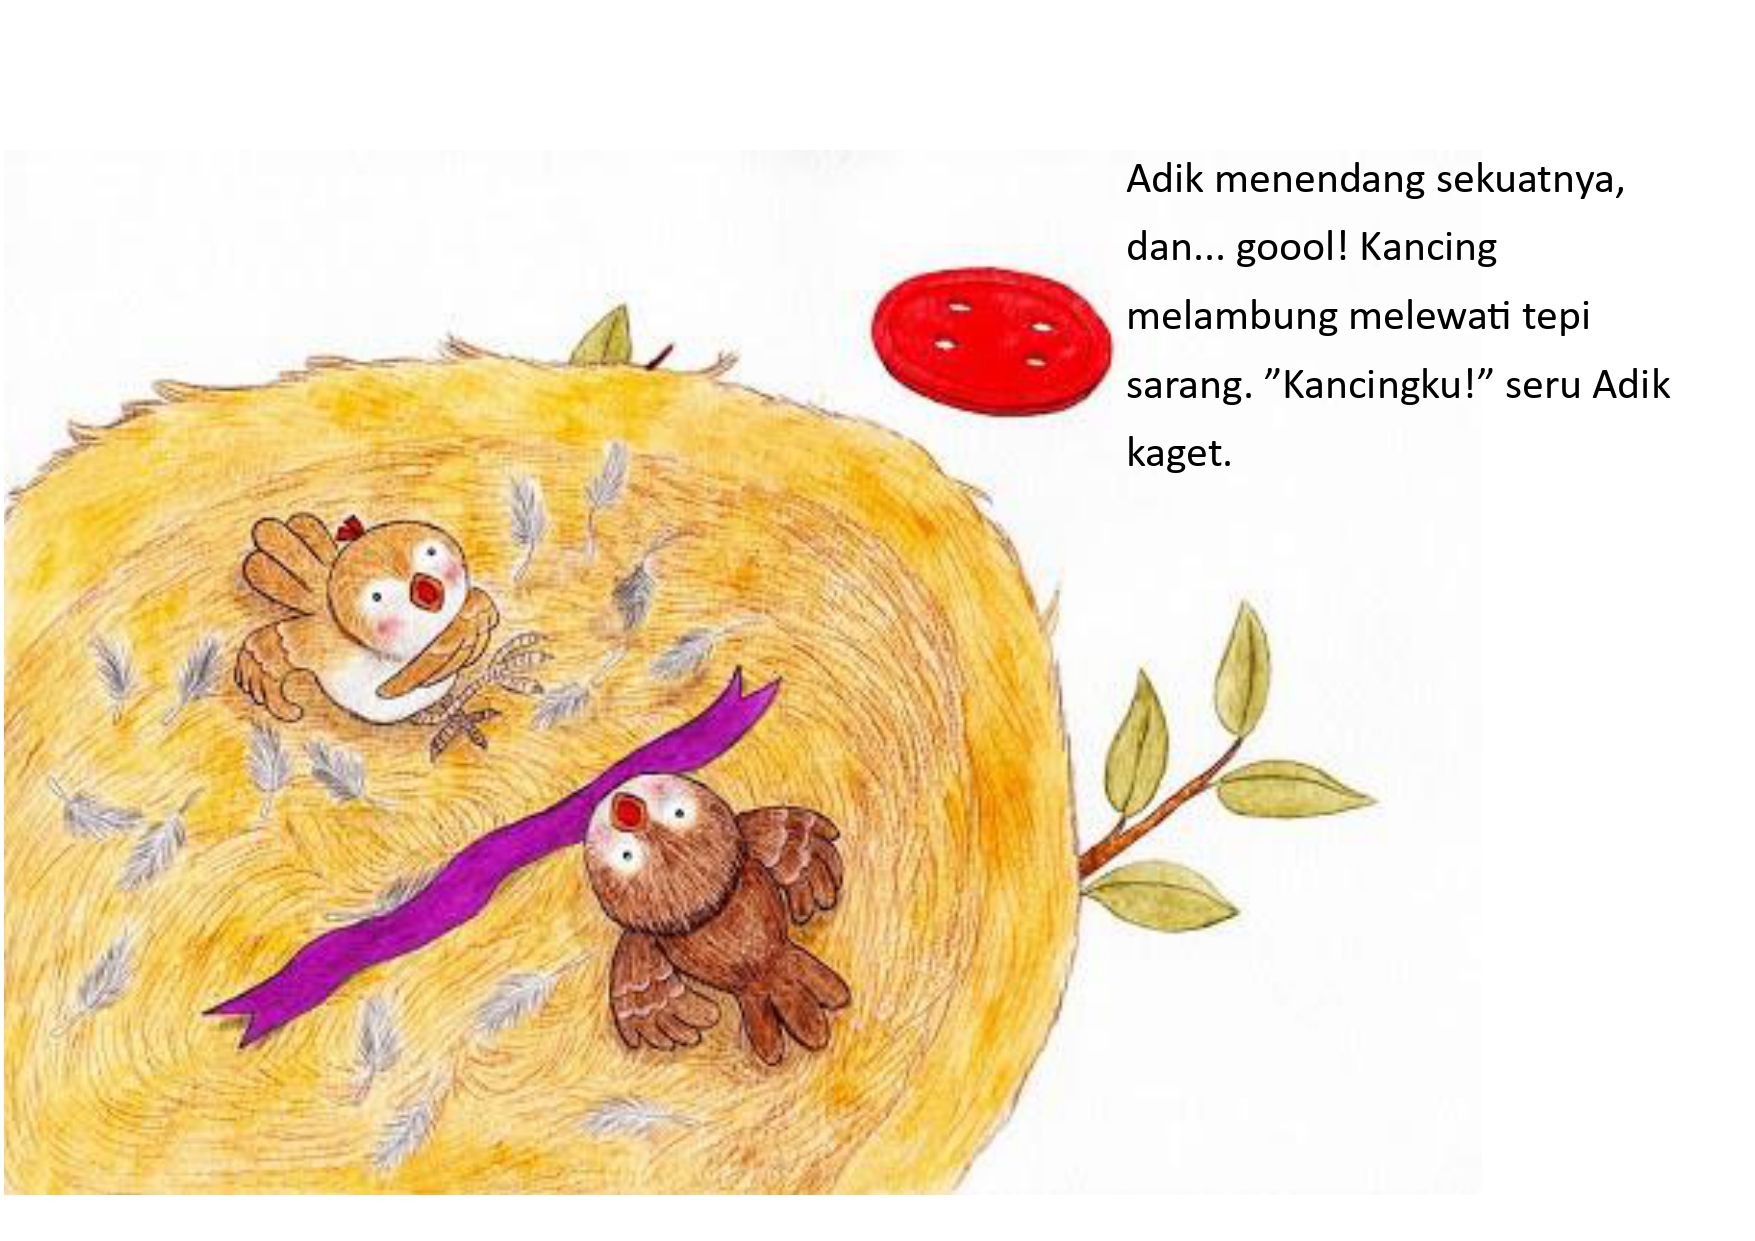 Adik menendang sekuatnya,
dan... goool! Kancing
melambung melewati tepi
sarang. ”Kancingku!” seru Adik
kaget.